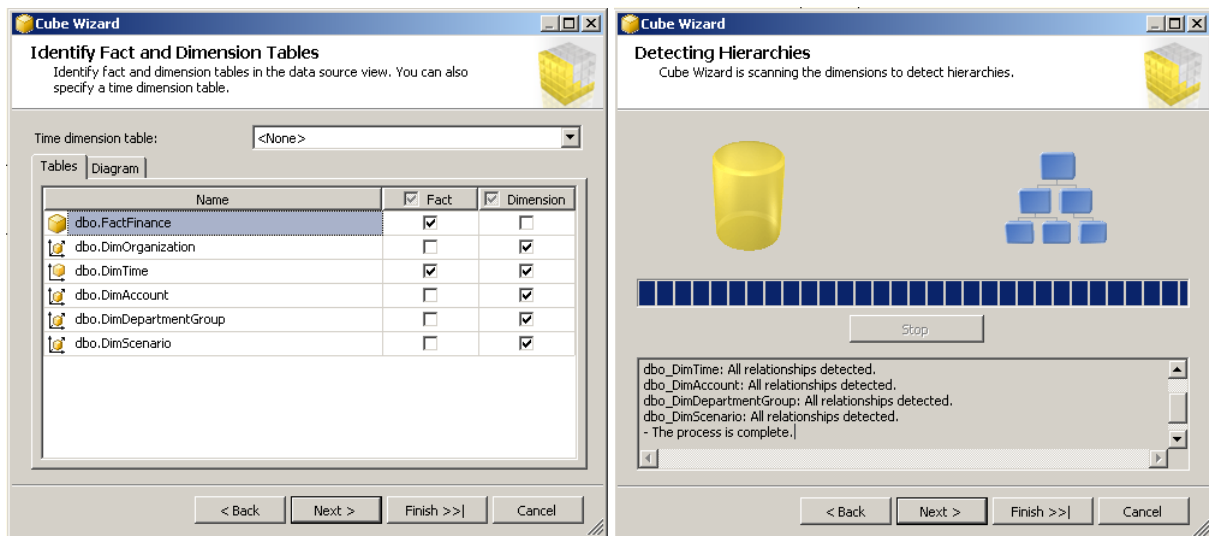 Cube Wizard
Identify Fact and Dimension Tables
Identify fact and dimension tables in the data source view. You can also
specify a time dimension table.
Time dimension table: <None>
Tables Diagram
Name Fact Dimension
dbo.FactFinance
dbo.DimOrganization
dbo.DimTime
dbo.DimAccount
dbo.DimDepartmentGroup
dbo.DimScenario
< Back Next > Finish >>| Cancel
Cube Wizard
Detecting Hierarchies
Cube Wizard is scanning the dimensions to detect hierarchies.
Stop
dbo_DimTime: All relationships detected.
dbo_DimAccount: All relationships detected.
dbo_DimDepartmentGroup: All relationships detected.
dbo_DimScenario: All relationships detected.
- The process is complete.
< Back Next > Finish >>| Cancel